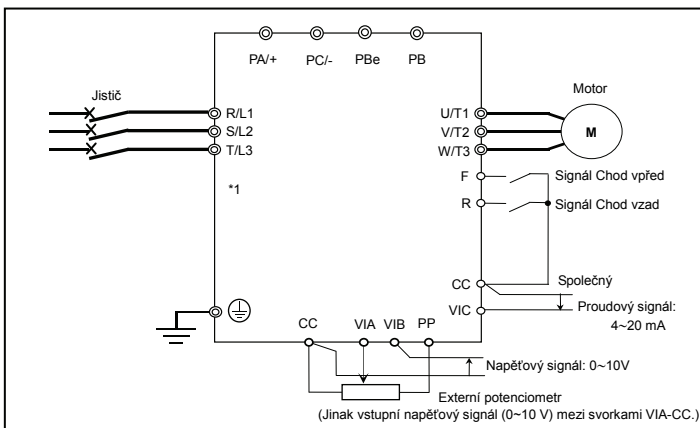 PA/+ PC/- PBe PB
Jistič
Motor
R/L1
S/L2
T/L3
U/T1
V/T2
W/T3
M
F Signál Chod vpřed
R Signál Chod vzad
*1
CC Společný
VIC Proudový signál:
4~20 mA
CC VIA VIB PP
Napěťový signál: 0~10V
Externí potenciometr
(Jinak vstupní napěťový signál (0~10 V) mezi svorkami VIA-CC.)